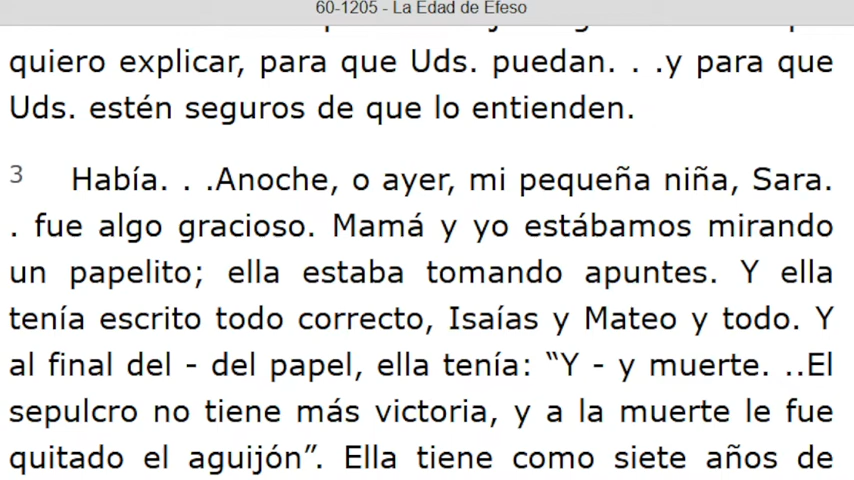 60-1205 - La Edad de Efeso
quiero explicar, para que Uds. puedan. . .y para que
Uds. estén seguros de que lo entienden.
3 Había. . .Anoche, o ayer, mi pequeña niña, Sara.
. fue algo gracioso. Mamá y yo estábamos mirando
un papelito; ella estaba tomando apuntes. Y ella
tenía escrito todo correcto, Isaías y Mateo y todo. Y
al final del - del papel, ella tenía: “Y - y muerte. ..El
sepulcro no tiene más victoria, y a la muerte le fue
quitado el aguijón”. Ella tiene como siete años de